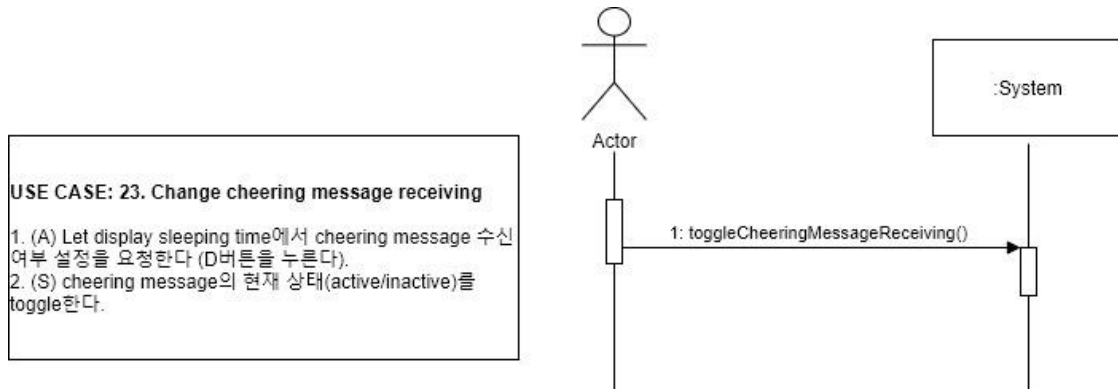 USE CASE: 23. Change cheering message receiving
1. (A) Let display sleeping time에서 cheering message 수신
여부 설정을 요청한다 (D버튼을 누른다).
2. (S) cheering message의 현재 상태(active/inactive)를
toggle한다.
Actor
:System
1: toggleCheeringMessageReceiving()